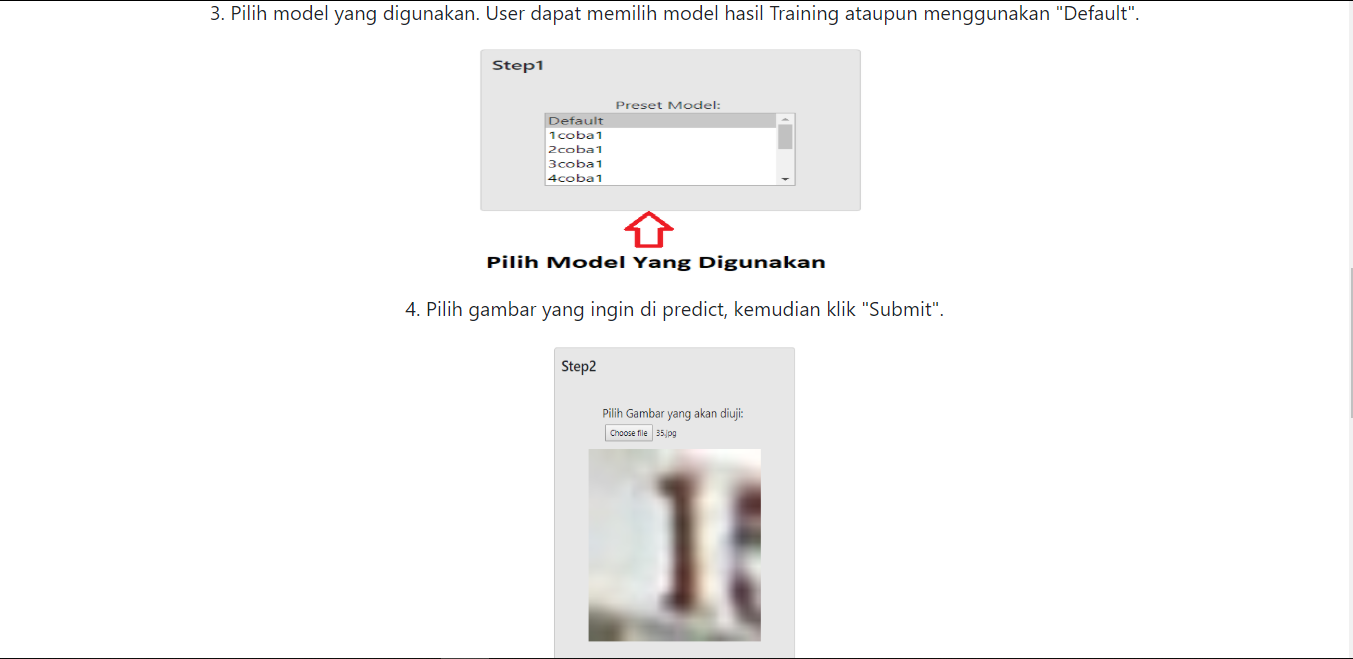 3. Pilih model yang digunakan. User dapat memilih model hasil Training ataupun menggunakan "Default".
Step1
Preset Model:
Default
1coba1
2coba1
3coba1
4coba1
Pilih Model Yang Digunakan
4. Pilih gambar yang ingin di predict, kemudian klik "Submit".
Step2
Pilih Gambar yang akan diuji:
Choose file 35.jpg
1